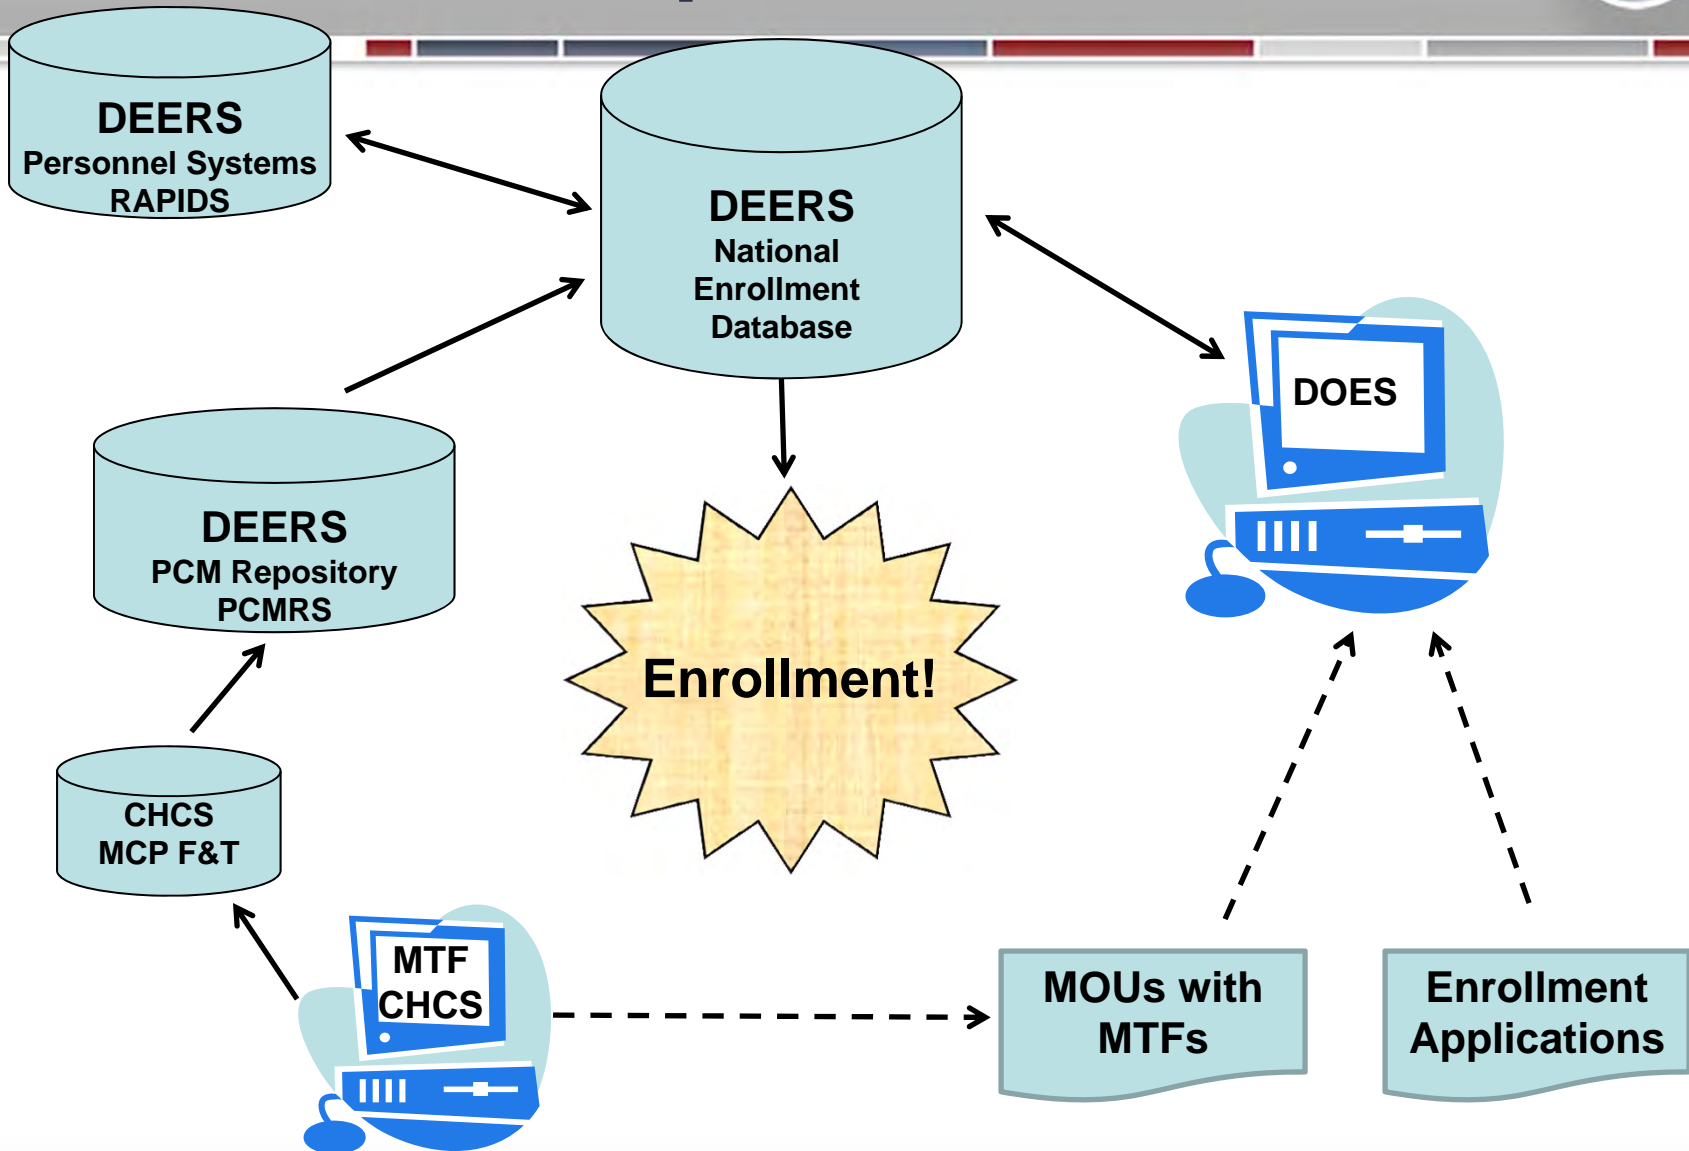 DEERS
Personnel Systems
RAPIDS
DEERS
National
Enrollment
Database
DOES
DEERS
PCM Repository
PCMRS
Enrollment!
CHCS
MCP F&T
MTF
CHCS
MOUs with
MTFs
Enrollment
Applications